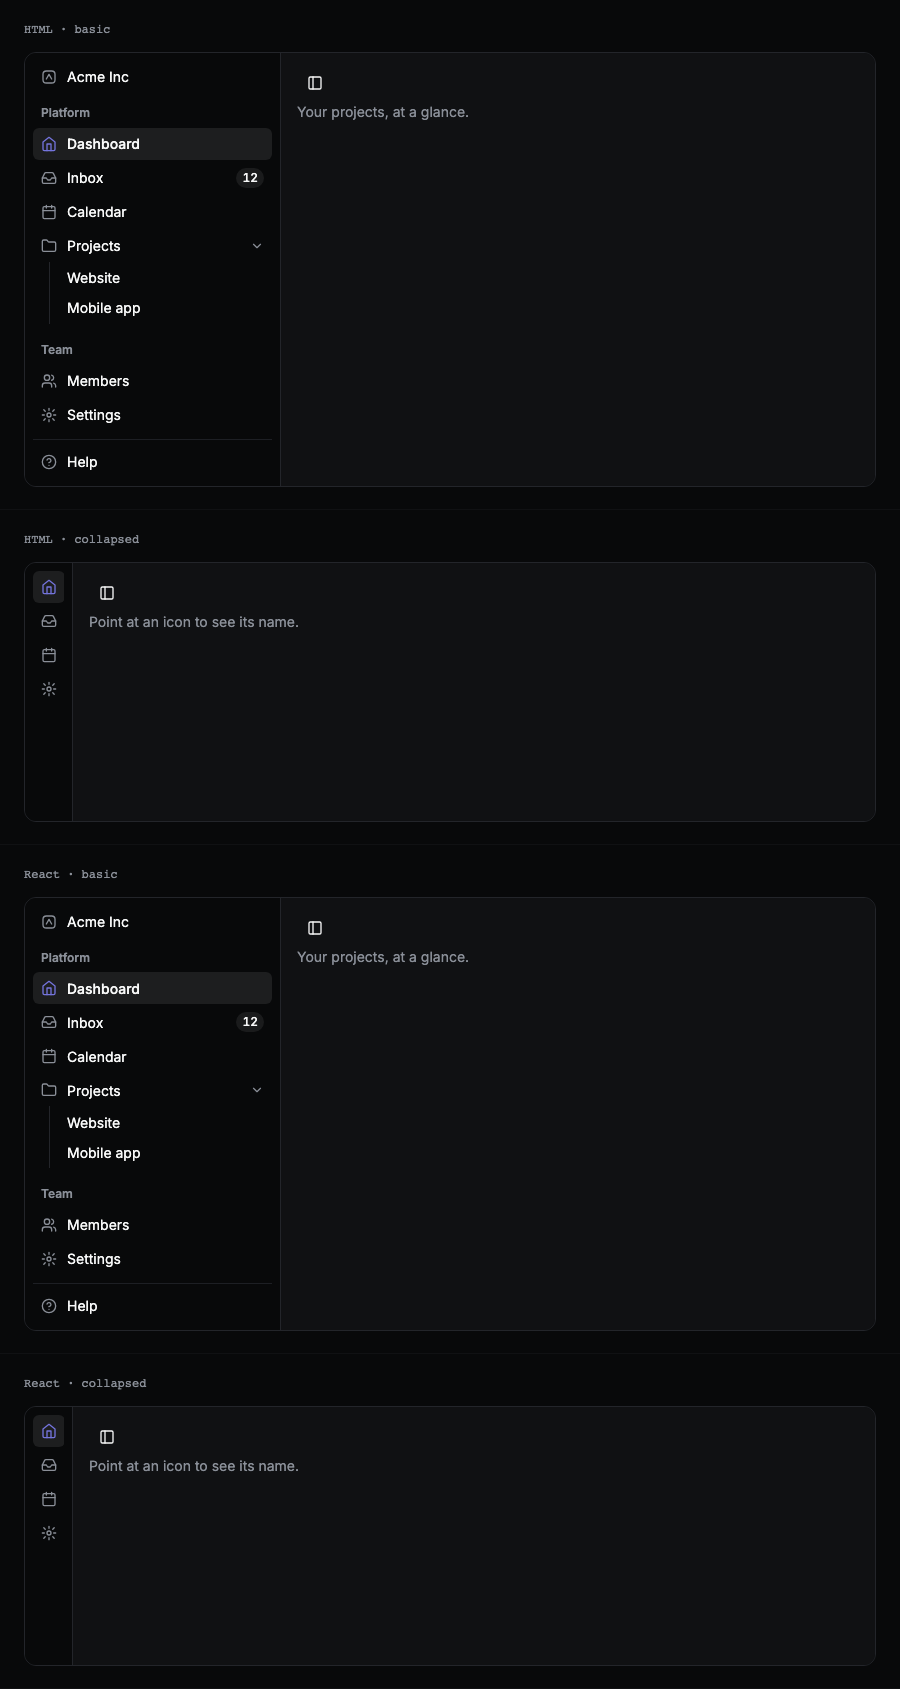 HTML • basic
Acme Inc
Platform
Dashboard
Inbox 12
Calendar
Projects
Website
Mobile app
Team
Members
Settings
Help
Your projects, at a glance.
HTML • collapsed
Point at an icon to see its name.
React • basic
Acme Inc
Platform
Dashboard
Inbox 12
Calendar
Projects
Website
Mobile app
Team
Members
Settings
Help
Your projects, at a glance.
React • collapsed
Point at an icon to see its name.